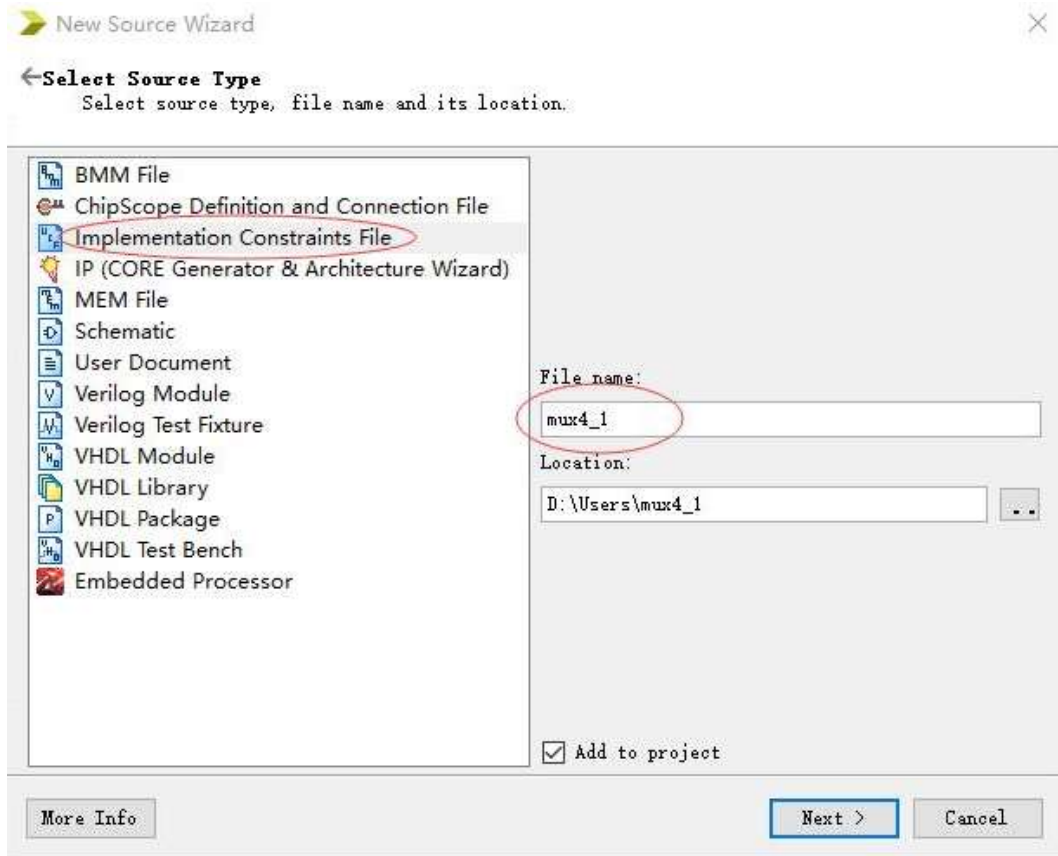 New Source Wizard
Select Source Type
Select source type, file name and its location.
BMM File
ChipScope Definition and Connection File
Implementation Constraints File
IP (CORE Generator & Architecture Wizard)
MEM File
Schematic
User Document
Verilog Module
Verilog Test Fixture
VHDL Module
VHDL Library
VHDL Package
VHDL Test Bench
Embedded Processor
File name:
mux4_1
Location:
D:\Users\mux4_1
..
Add to project
More Info
Next >
Cancel